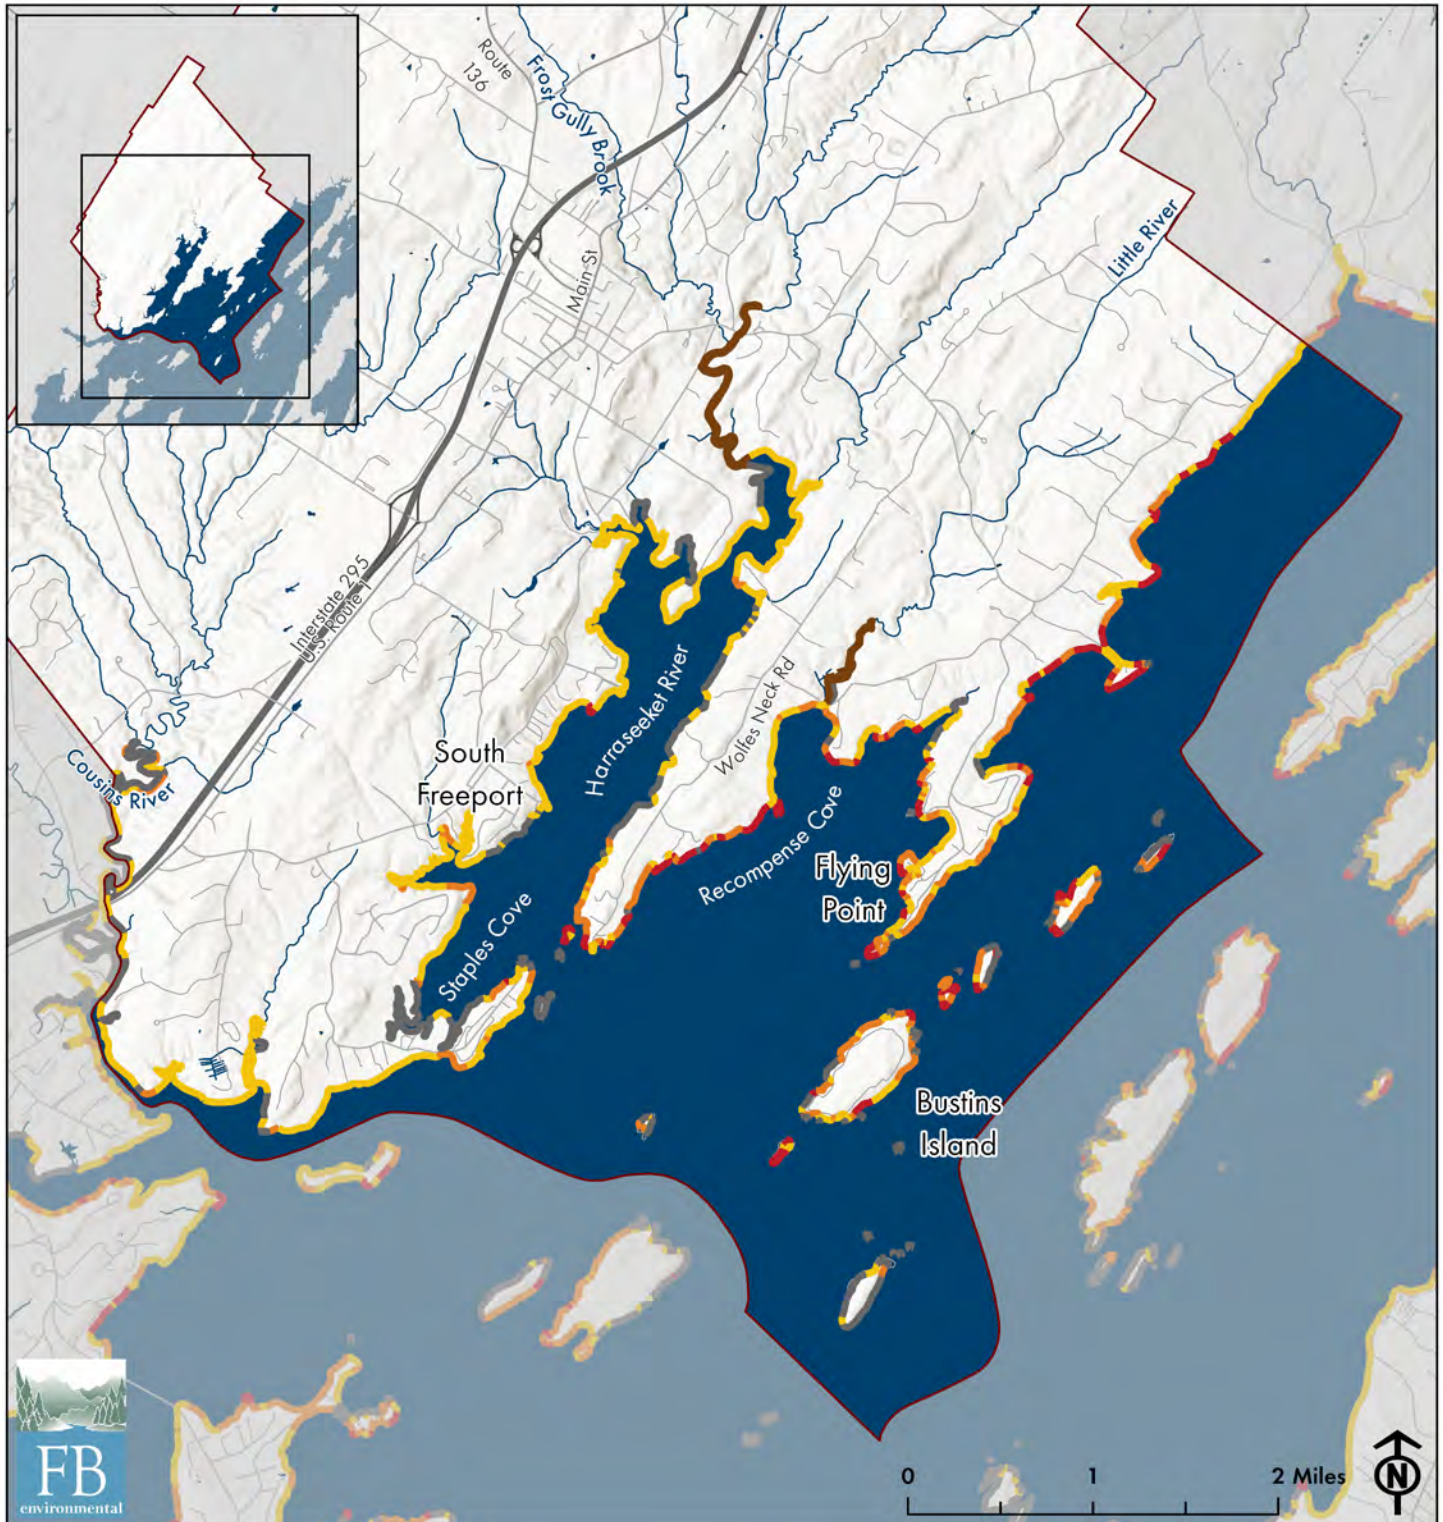 Route
136
Frost Gully Brook
Main St
Little River
Interstate 295
U.S. Route 1
Cousins River
South
Freeport
Harraseeket River
Wolfes Neck Rd
Recompense Cove
Flying
Point
Staples Cove
Bustins
Island
FB
environmental
0 1 2 Miles
N